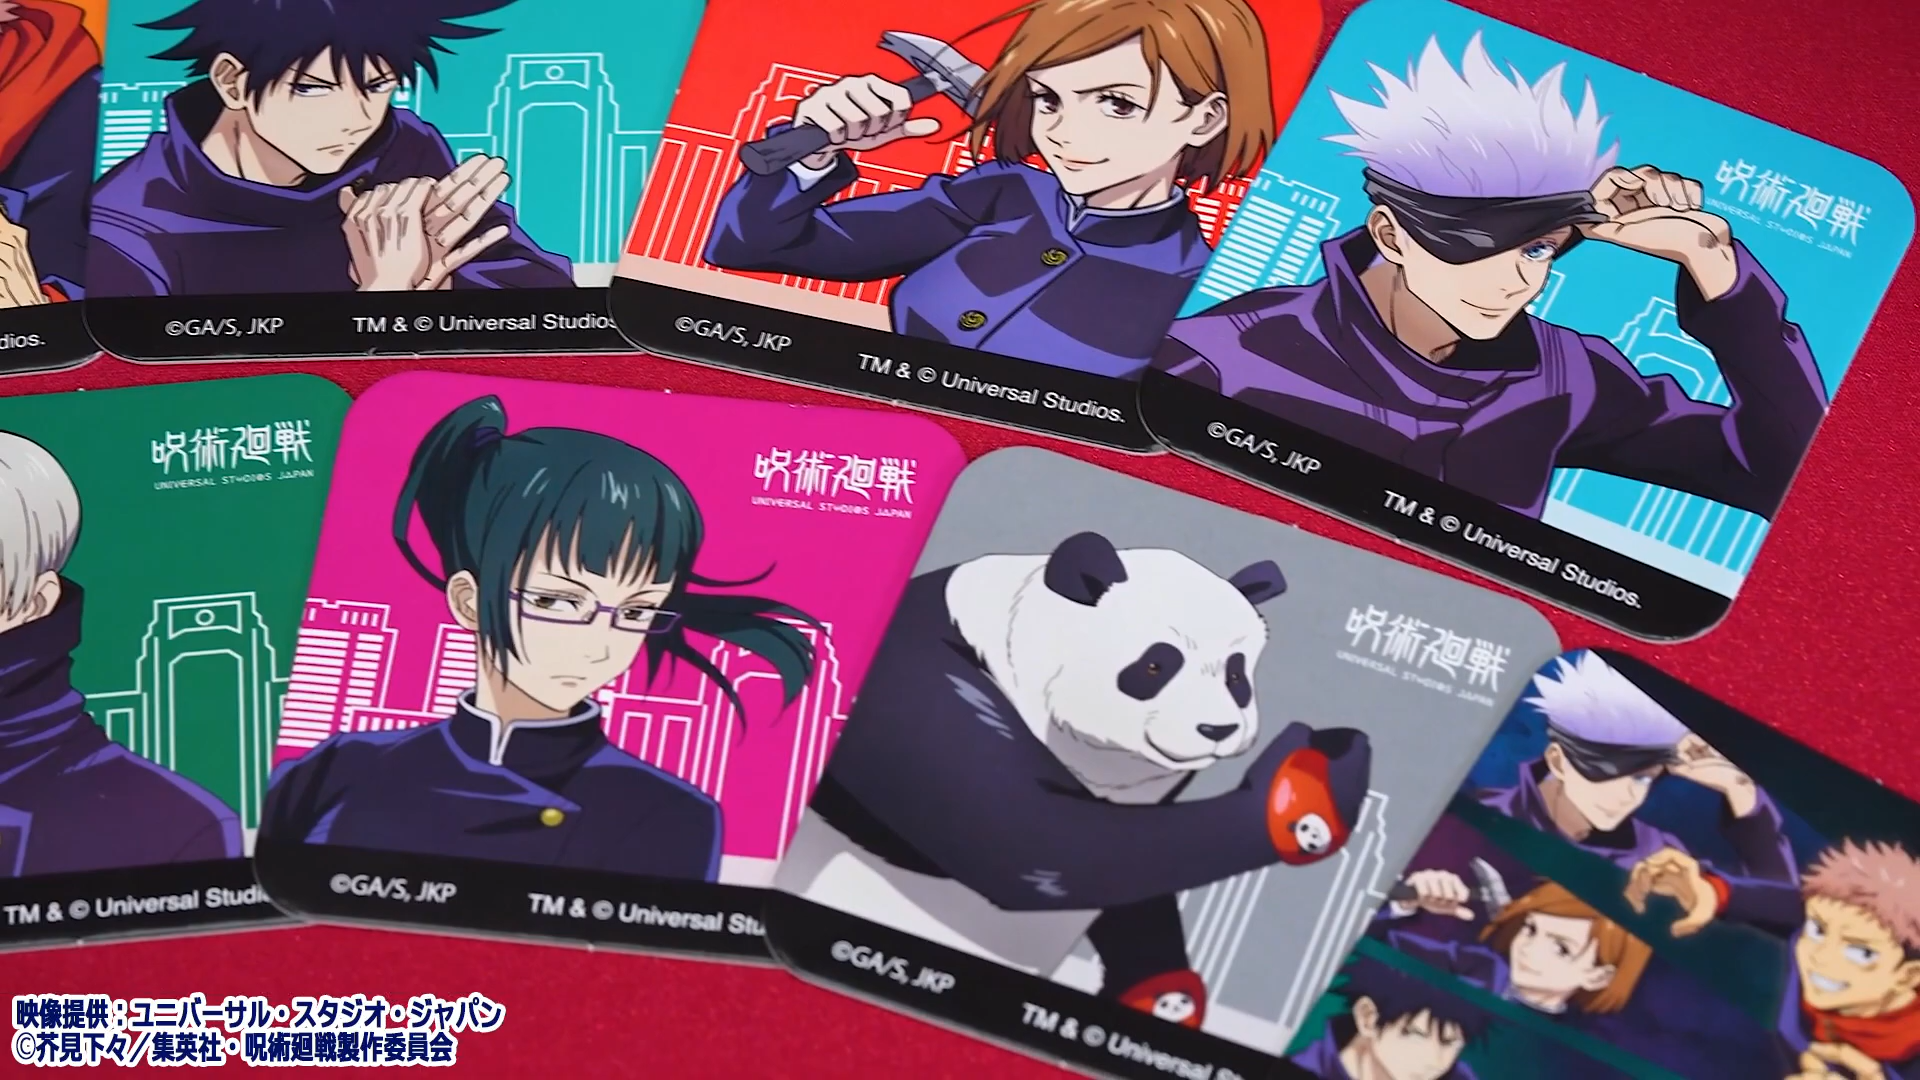 呪術廻戦
UNIVERSAL STUDIOS JAPAN
dios.
©GA/S, JKP
TM & © Universal Studios
©GA/S, JKP
TM & © Universal Studios.
©GA/S, JKP
TM & © Universal Studios.
呪術廻戦
UNIVERSAL STUDIOS JAPAN
呪術廻戦
UNIVERSAL STUDIOS JAPAN
呪術廻戦
UNIVERSAL STUDIOS JAPAN
TM & © Universal Studio
©GA/S, JKP
TM & © Universal Stu
©GA/S, JKP
TM & © Universal Stu
映像提供：ユニバーサル・スタジオ・ジャパン
©芥見下々／集英社・呪術廻戦製作委員会